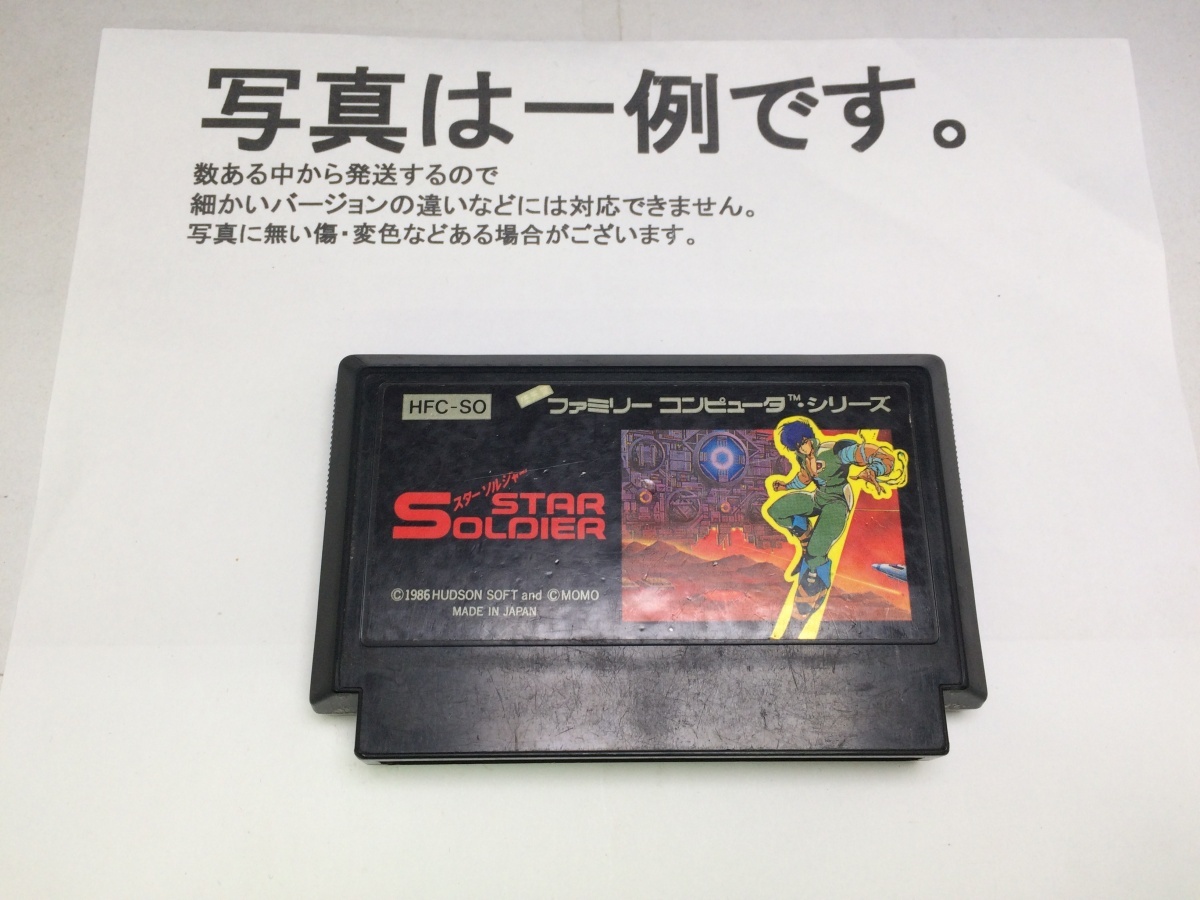 写真は一例です。
数ある中から発送するので
細かいバージョンの違いなどには対応できません。
写真に無い傷・変色などある場合がございます。
HFC-SO
ファミリー コンピュータ™・シリーズ
スター ソルジャー
STAR
SOLDIER
©1986 HUDSON SOFT and ©MOMO
MADE IN JAPAN